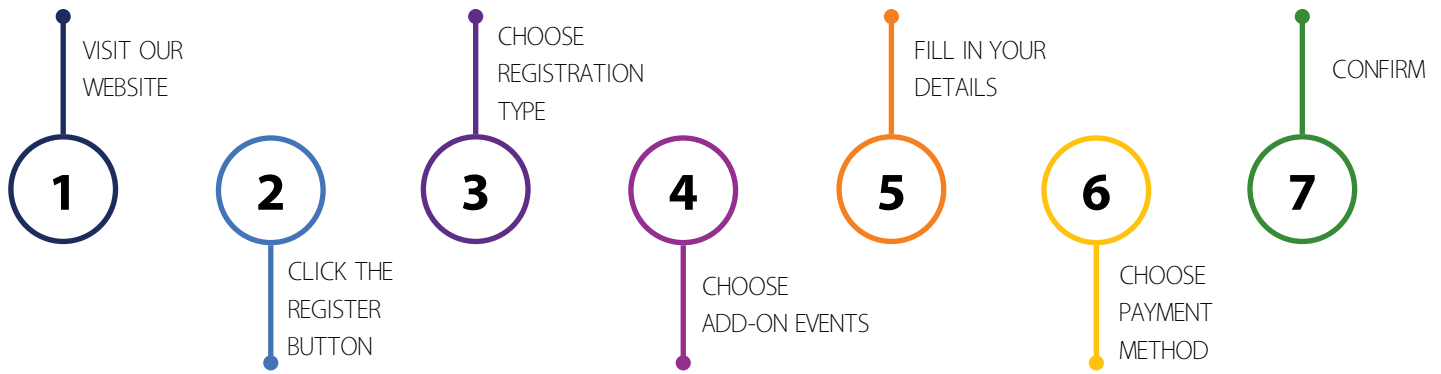 1
VISIT OUR
WEBSITE
2
CLICK THE
REGISTER
BUTTON
3
CHOOSE
REGISTRATION
TYPE
4
CHOOSE
ADD-ON EVENTS
5
FILL IN YOUR
DETAILS
6
CHOOSE
PAYMENT
METHOD
7
CONFIRM